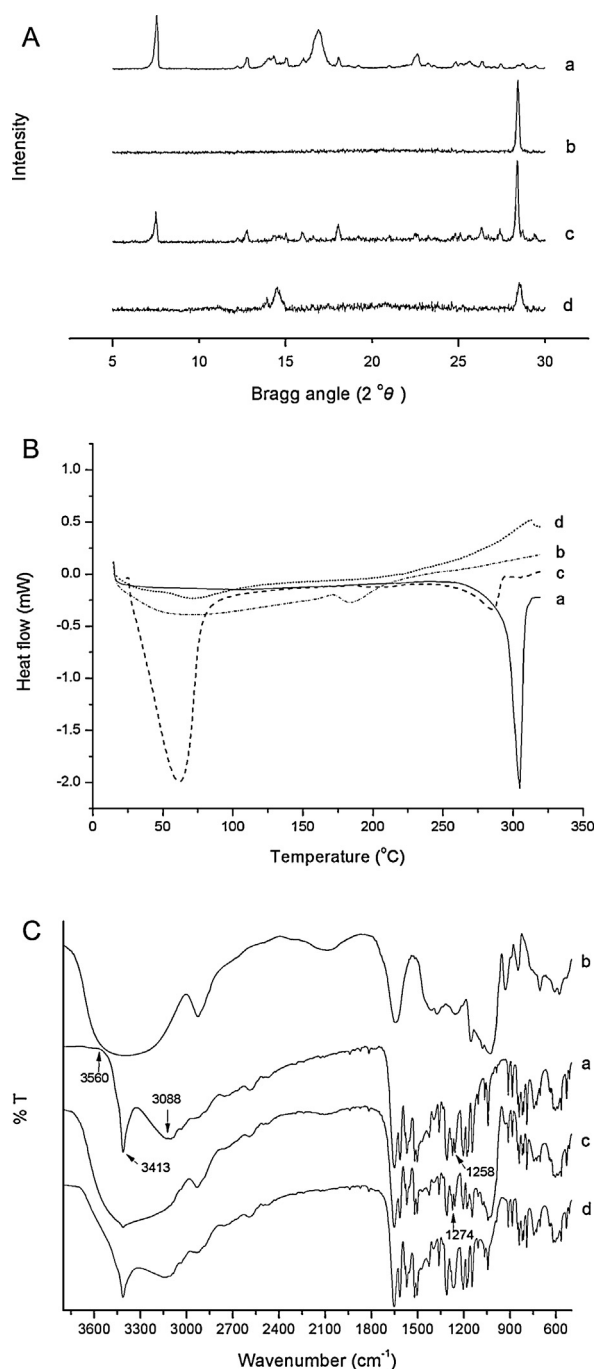 A
Intensity
a
b
c
d
5 10 15 20 25 30
Bragg angle (2 °θ )
B
Heat flow (mW)
1.0
0.5
0.0
-0.5
-1.0
-1.5
-2.0
d
b
c
a
0 50 100 150 200 250 300 350
Temperature (°C)
C
% T
b
3560
3088
a
3413
1258
c
d
1274
3600 3000 2700 2400 2100 1800 1500 1200 900 600
Wavenumber (cm-1)